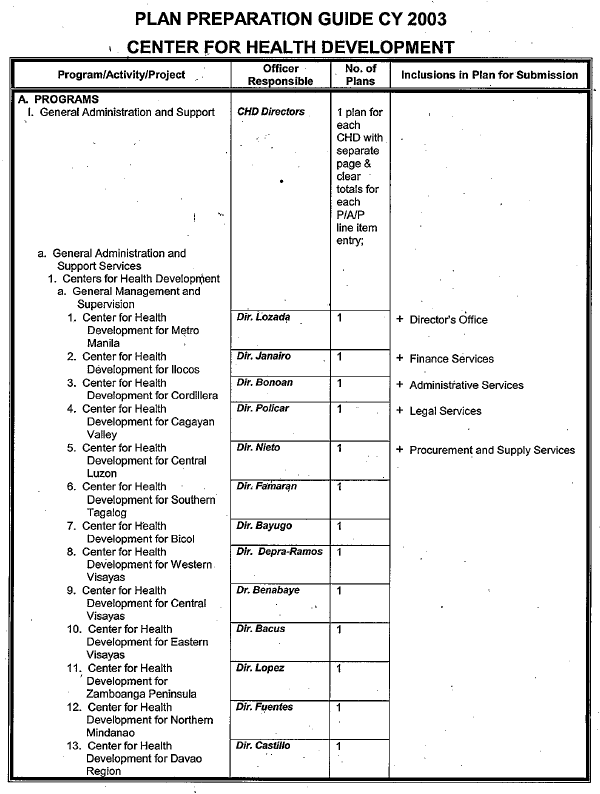 PLAN PREPARATION GUIDE CY 2003
CENTER FOR HEALTH DEVELOPMENT
Program/Activity/Project
Officer
Responsible
No. of
Plans
Inclusions in Plan for Submission
A. PROGRAMS
I. General Administration and Support
CHD Directors
1 plan for
each
CHD with
separate
page &
clear
totals for
each
P/A/P
line item
entry;
a. General Administration and
Support Services
1. Centers for Health Development
a. General Management and
Supervision
1. Center for Health
Development for Metro
Manila
Dir. Lozada
1
+ Director's Office
2. Center for Health
Development for Ilocos
Dir. Janairo
1
+ Finance Services
3. Center for Health
Development for Cordillera
Dir. Bonoan
1
+ Administrative Services
4. Center for Health
Development for Cagayan
Valley
Dir. Policar
1
+ Legal Services
5. Center for Health
Development for Central
Luzon
Dir. Nieto
1
+ Procurement and Supply Services
6. Center for Health
Development for Southern
Tagalog
Dir. Famaran
1
7. Center for Health
Development for Bicol
Dir. Bayugo
1
8. Center for Health
Development for Western
Visayas
Dir. Depra-Ramos
1
9. Center for Health
Development for Central
Visayas
Dr. Benabaye
1
10. Center for Health
Development for Eastern
Visayas
Dir. Bacus
1
11. Center for Health
Development for
Zamboanga Peninsula
Dir. Lopez
1
12. Center for Health
Development for Northern
Mindanao
Dir. Fuentes
1
13. Center for Health
Development for Davao
Region
Dir. Castillo
1